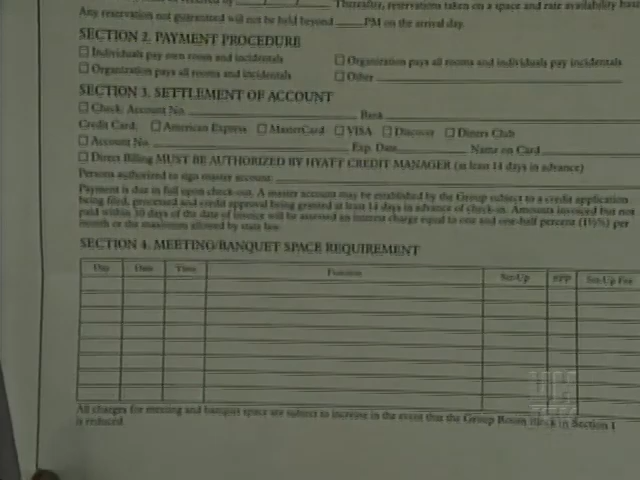 Thereafter, reservations taken on a space and rate availability basis
Any reservation not guaranteed will not be held beyond ____PM on the arrival day.
SECTION 2. PAYMENT PROCEDURE
☐ Individuals pay own room and incidentals ☐ Organization pays all rooms and individuals pay incidentals
☐ Organization pays all rooms and incidentals ☐ Other
SECTION 3. SETTLEMENT OF ACCOUNT
☐ Check: Account No. Bank
Credit Card: ☐ American Express ☐ MasterCard ☐ VISA ☐ Discover ☐ Diners Club
☐ Account No. Exp. Date Name on Card
☐ Direct Billing MUST BE AUTHORIZED BY HYATT CREDIT MANAGER (at least 14 days in advance)
Persons authorized to sign master account:
Payment is due in full upon check-out. A master account may be established by the Group subject to a credit application
being filed, processed and credit approval being granted at least 14 days in advance of check-in. Amounts invoiced but not
paid within 30 days of the date of invoice will be assessed an interest charge equal to one and one-half percent (1½%) per
month or the maximum allowed by state law.
SECTION 4. MEETING/BANQUET SPACE REQUIREMENT
Day Date Time Function Set-Up PPP Set-Up Fee
All charges for meeting and banquet space are subject to increase in the event that the Group Room Block in Section 1
is reduced.